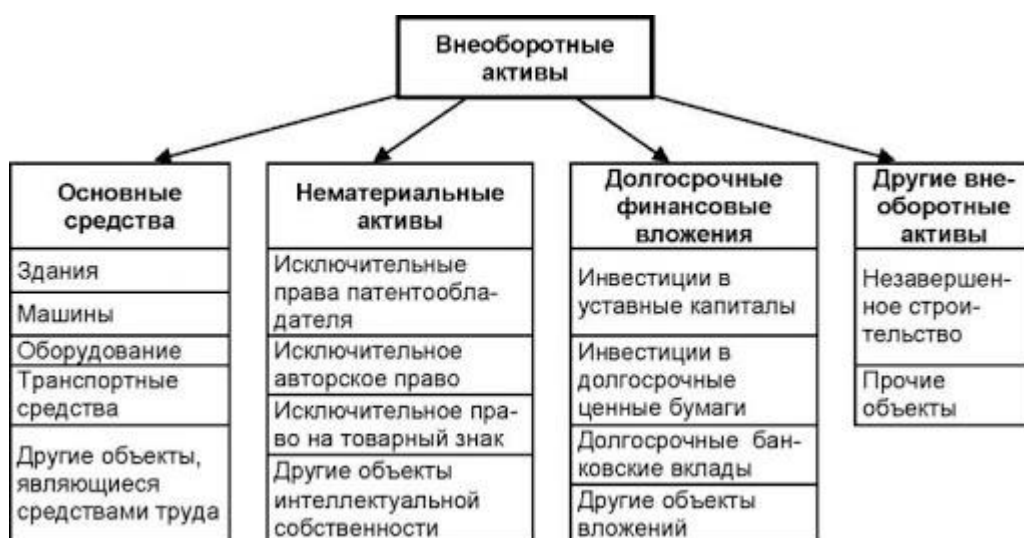 Внеоборотные
активы
Основные
средства
Здания
Машины
Оборудование
Транспортные
средства
Другие объекты,
являющиеся
средствами труда
Нематериальные
активы
Исключительные
права патентообла-
дателя
Исключительное
авторское право
Исключительное пра-
во на товарный знак
Другие объекты
интеллектуальной
собственности
Долгосрочные
финансовые
вложения
Инвестиции в
уставные капиталы
Инвестиции в
долгосрочные
ценные бумаги
Долгосрочные бан-
ковские вклады
Другие объекты
вложений
Другие вне-
оборотные
активы
Незавершен-
ное строи-
тельство
Прочие
объекты